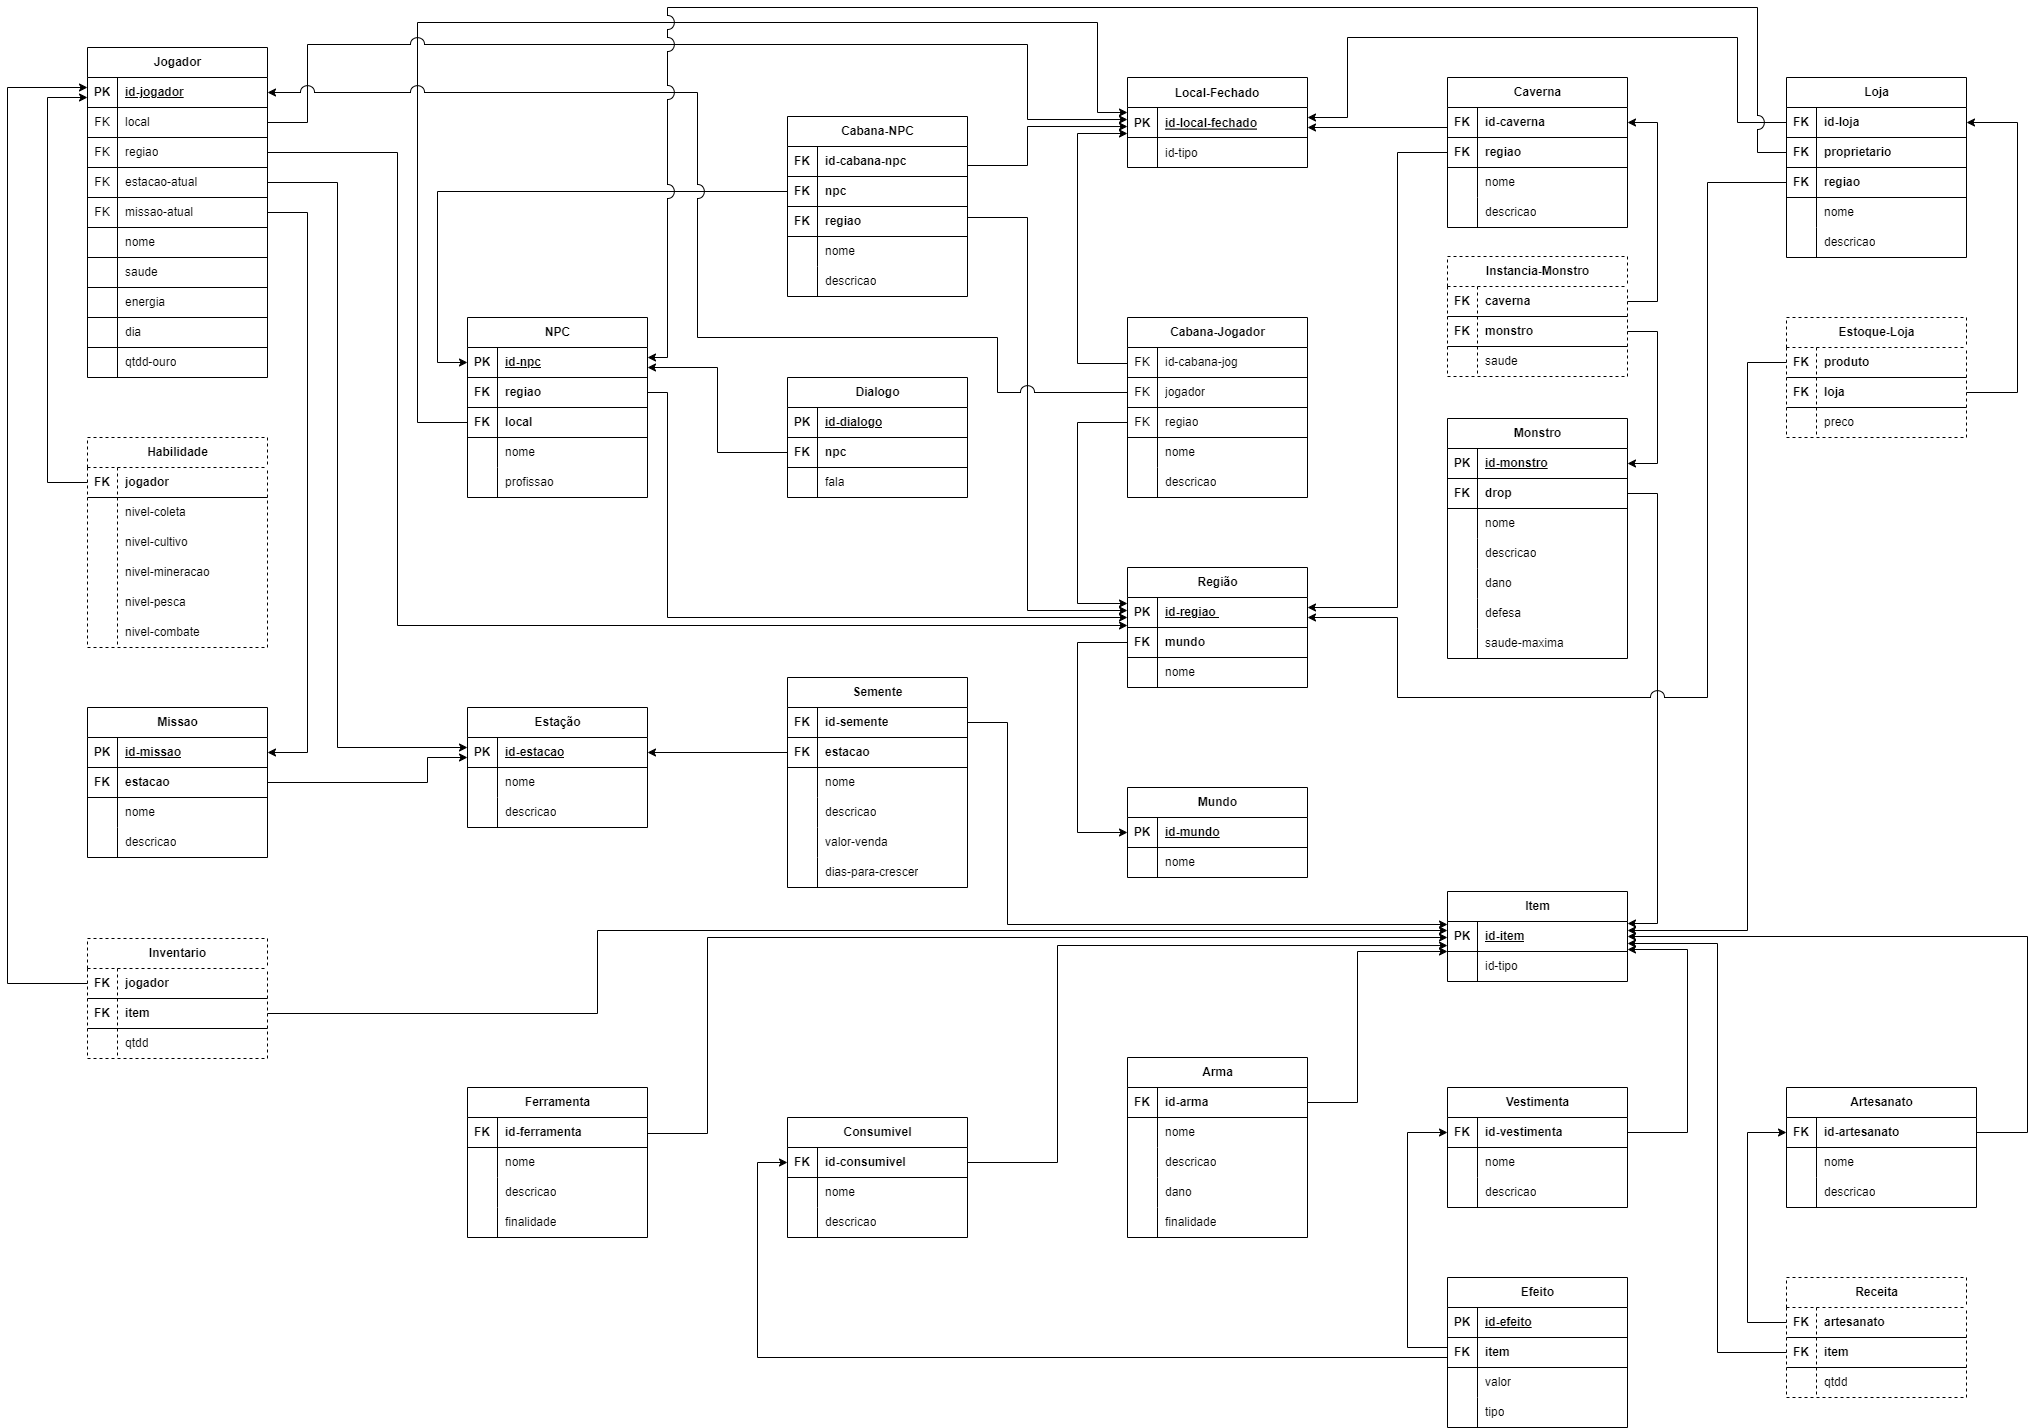 Jogador
PK id-jogador
FK local
FK regiao
FK estacao-atual
FK missao-atual
nome
saude
energia
dia
qtdd-ouro
Habilidade
FK jogador
nivel-coleta
nivel-cultivo
nivel-mineracao
nivel-pesca
nivel-combate
Missao
PK id-missao
FK estacao
nome
descricao
Inventario
FK jogador
FK item
qtdd
NPC
PK id-npc
FK regiao
FK local
nome
profissao
Estação
PK id-estacao
nome
descricao
Ferramenta
FK id-ferramenta
nome
descricao
finalidade
Cabana-NPC
FK id-cabana-npc
FK npc
FK regiao
nome
descricao
Dialogo
PK id-dialogo
FK npc
fala
Semente
FK id-semente
FK estacao
nome
descricao
valor-venda
dias-para-crescer
Consumivel
FK id-consumivel
nome
descricao
Local-Fechado
PK id-local-fechado
id-tipo
Cabana-Jogador
FK id-cabana-jog
FK jogador
FK regiao
nome
descricao
Região
PK id-regiao
FK mundo
nome
Mundo
PK id-mundo
nome
Arma
FK id-arma
nome
descricao
dano
finalidade
Caverna
FK id-caverna
FK regiao
nome
descricao
Instancia-Monstro
FK caverna
FK monstro
saude
Monstro
PK id-monstro
FK drop
nome
descricao
dano
defesa
saude-maxima
Item
PK id-item
id-tipo
Vestimenta
FK id-vestimenta
nome
descricao
Efeito
PK id-efeito
FK item
valor
tipo
Loja
FK id-loja
FK proprietario
FK regiao
nome
descricao
Estoque-Loja
FK produto
FK loja
preco
Artesanato
FK id-artesanato
nome
descricao
Receita
FK artesanato
FK item
qtdd